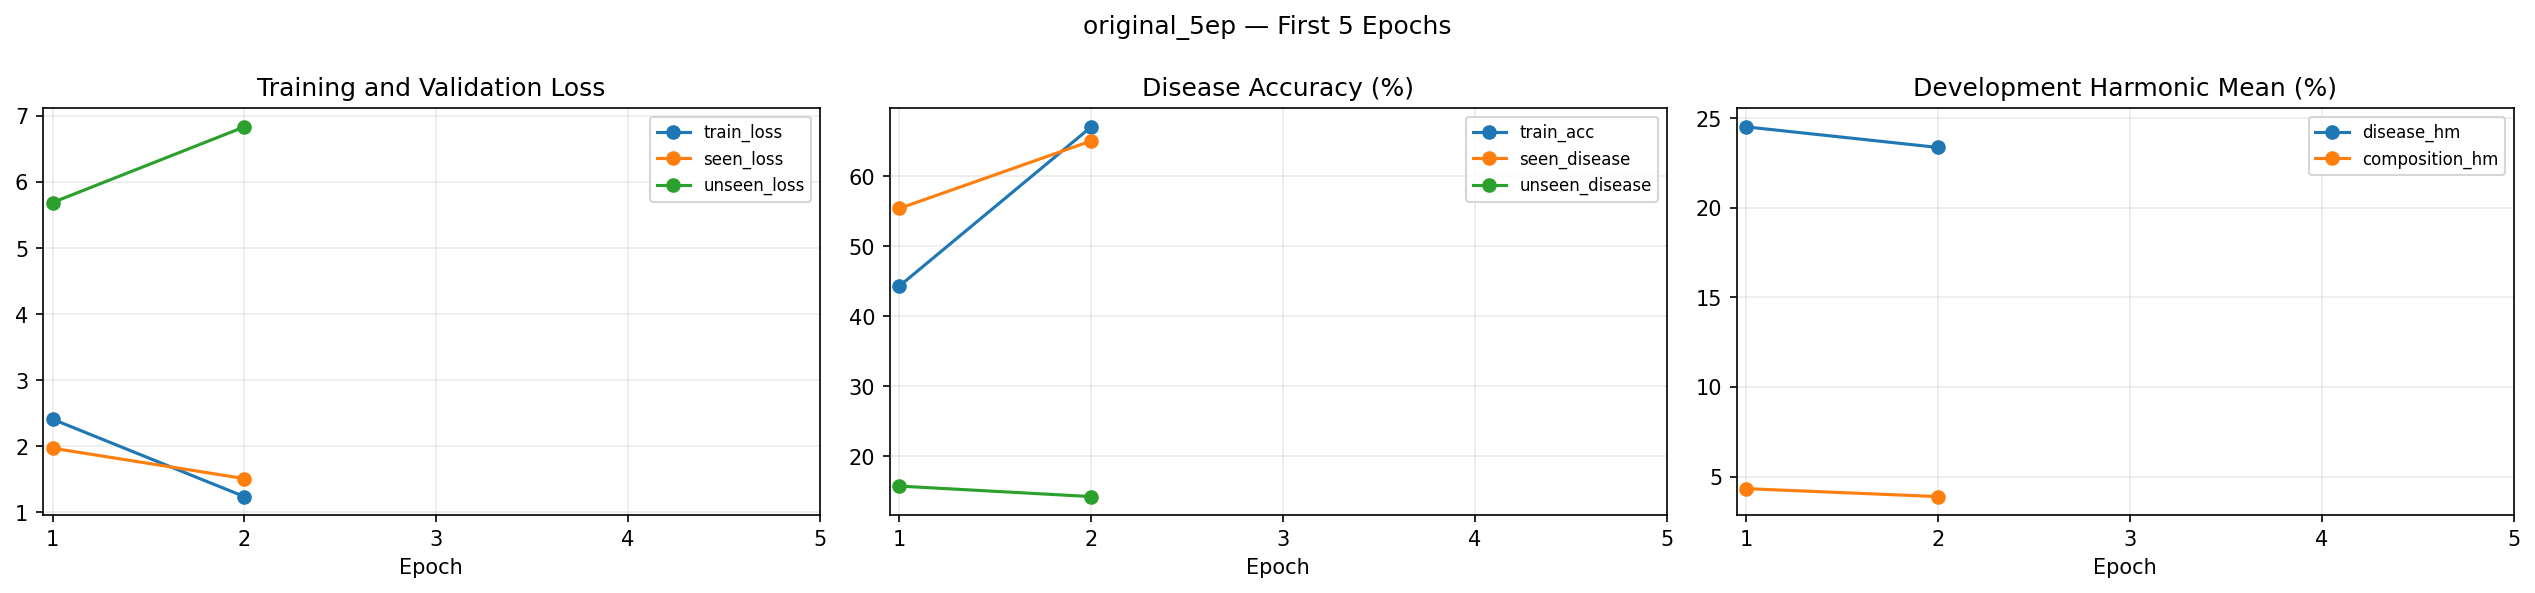 original_5ep — First 5 Epochs
Training and Validation Loss
7
6
5
4
3
2
1
1 2 3 4 5
Epoch
train_loss
seen_loss
unseen_loss
Disease Accuracy (%)
60
50
40
30
20
1 2 3 4 5
Epoch
train_acc
seen_disease
unseen_disease
Development Harmonic Mean (%)
25
20
15
10
5
1 2 3 4 5
Epoch
disease_hm
composition_hm